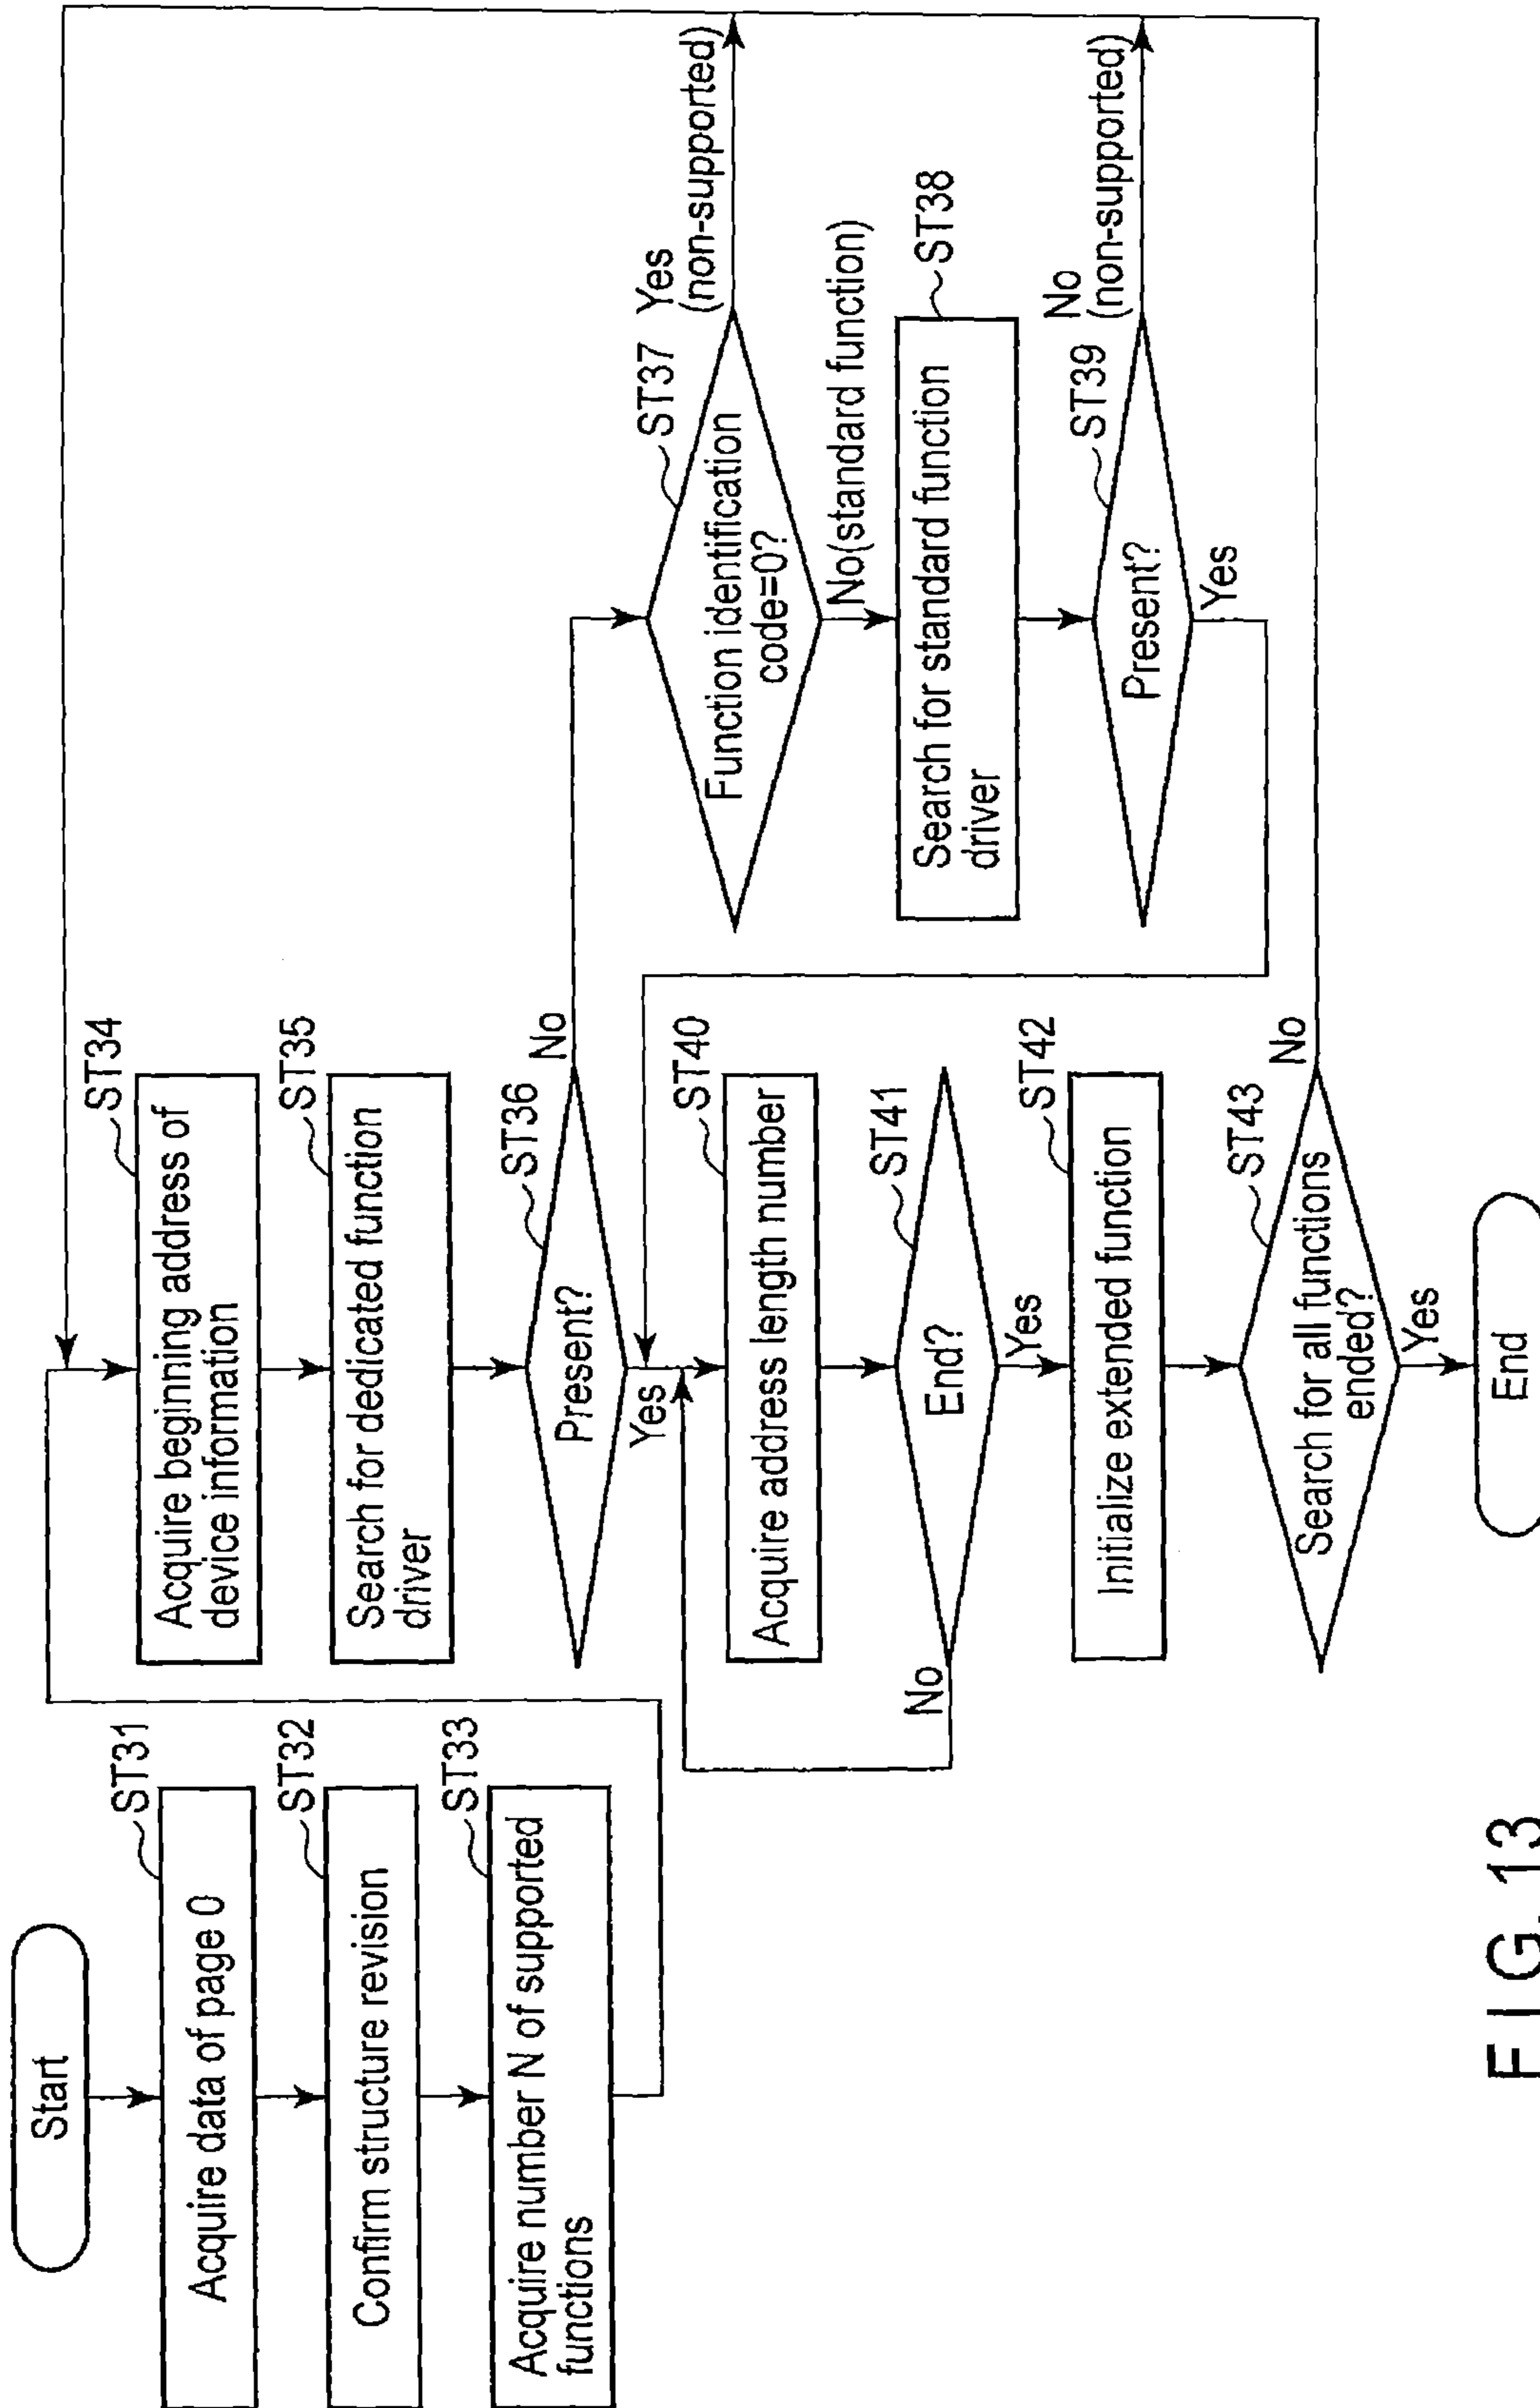 Start
ST31
Acquire data of page 0
ST32
Confirm structure revision
ST33
Acquire number N of supported
functions
ST34
Acquire beginning address of
device information
ST35
Search for dedicated function
driver
ST36
Present?
No
Yes
ST37
Function identification
code=0?
Yes
(non-supported)
No(standard function)
ST38
Search for standard function
driver
ST39
Present?
No
(non-supported)
Yes
ST40
Acquire address length number
ST41
End?
No
Yes
ST42
Initialize extended function
ST43
Search for all functions
ended?
No
Yes
End
FIG. 13